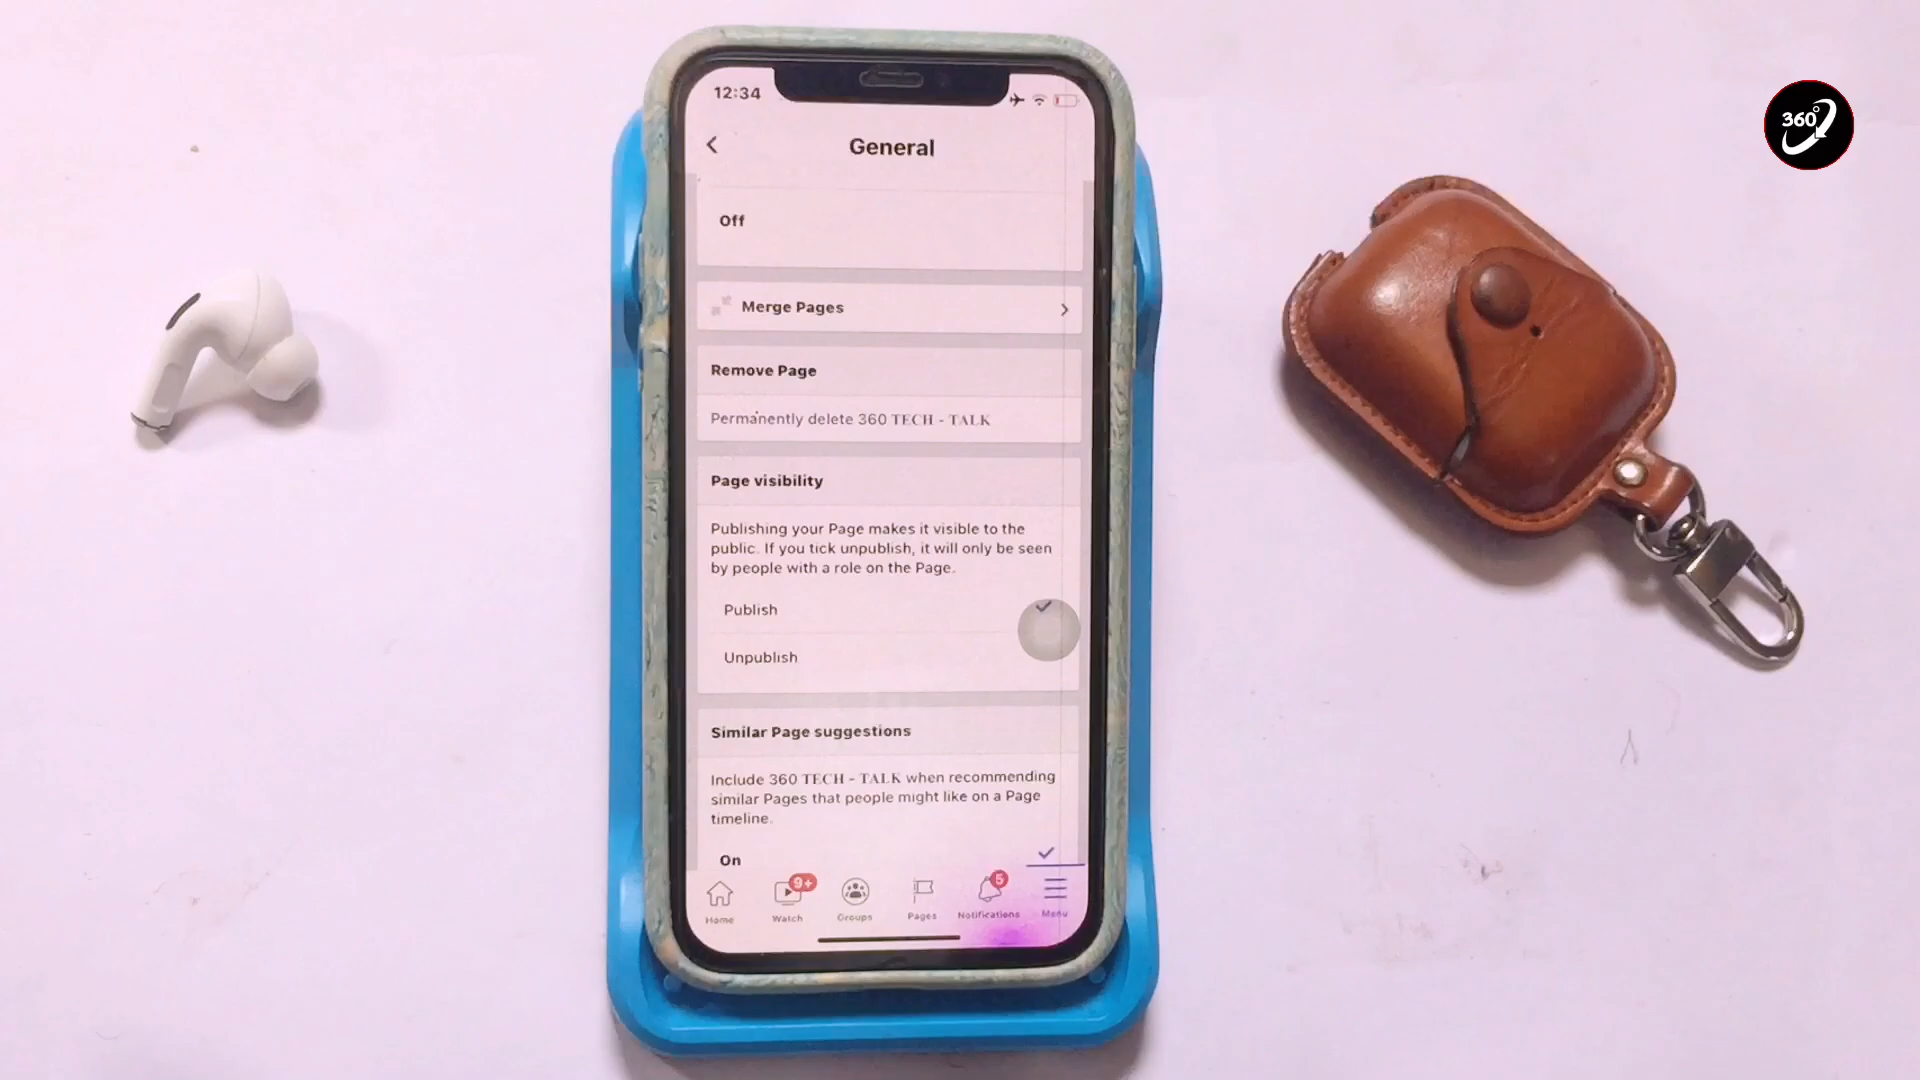 12:34
360°
General
Off
Merge Pages
Remove Page
Permanently delete 360 TECH - TALK
Page visibility
Publishing your Page makes it visible to the
public. If you tick unpublish, it will only be seen
by people with a role on the Page.
Publish
Unpublish
Similar Page suggestions
Include 360 TECH - TALK when recommending
similar Pages that people might like on a Page
timeline.
On
9+
5
Home Watch Groups Pages Notifications Menu